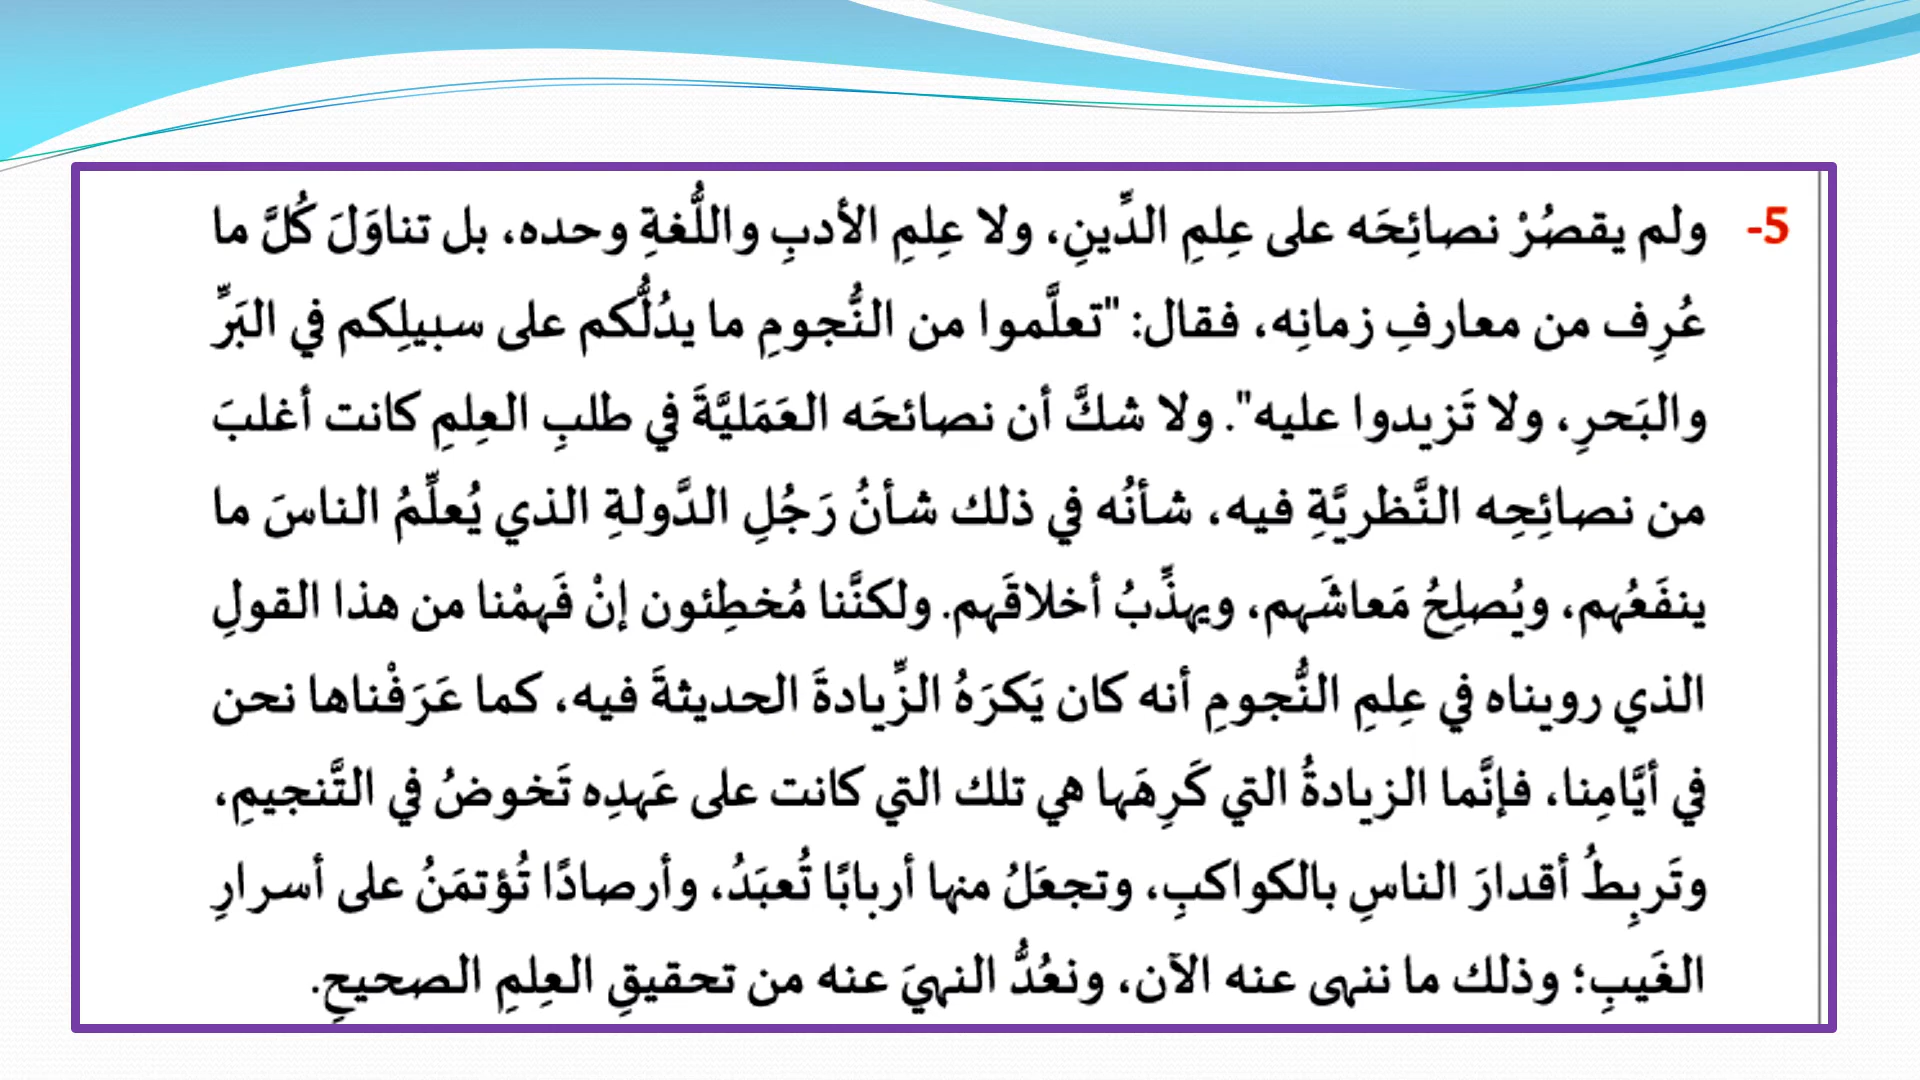 5- ولم يقصُرْ نصائِحَه على عِلمِ الدِّينِ، ولا عِلمِ الأدبِ واللُّغةِ وحده، بل تناوَلَ كُلَّ ما
عُرِف من معارفِ زمانِه، فقال: "تعلَّموا من النُّجومِ ما يدُلُّكم على سبيلِكم في البَرِّ
والبَحرِ، ولا تَزيدوا عليه". ولا شكَّ أن نصائحَه العَمَليَّةَ في طلبِ العِلمِ كانت أغلبَ
من نصائِحِه النَّظريَّةِ فيه، شأنُه في ذلك شأنُ رَجُلِ الدَّولةِ الذي يُعلِّمُ الناسَ ما
ينفَعُهم، ويُصلِحُ مَعاشَهم، ويهذِّبُ أخلاقَهم. ولكنَّنا مُخطِئون إنْ فَهِمْنا من هذا القولِ
الذي رويناه في عِلمِ النُّجومِ أنه كان يَكرَهُ الزِّيادةَ الحديثةَ فيه، كما عَرَفْناها نحن
في أيَّامِنا، فإنَّما الزيادةُ التي كَرِهَها هي تلك التي كانت على عَهدِه تَخوضُ في التَّنجيمِ،
وتَربِطُ أقدارَ الناسِ بالكواكبِ، وتجعَلُ منها أربابًا تُعبَدُ، وأرصادًا تُؤتمَنُ على أسرارِ
الغَيبِ؛ وذلك ما ننهى عنه الآن، ونعُدُّ النهيَ عنه من تحقيقِ العِلمِ الصحيحِ.